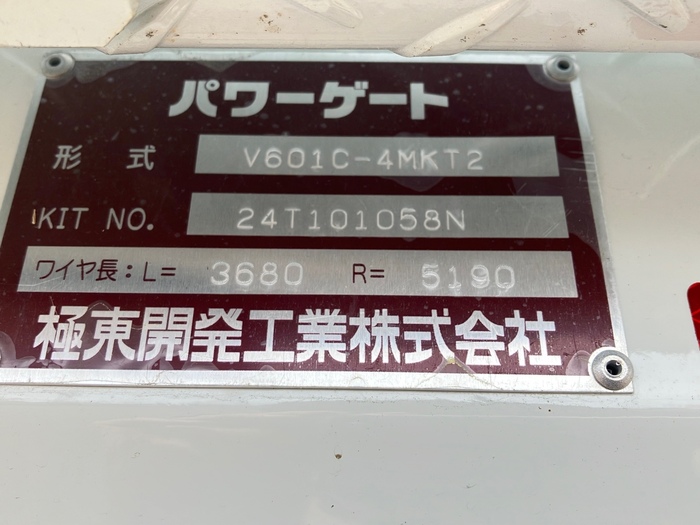 パワーゲート
形 式 V601C-4MKT2
KIT NO. 24T101058N
ワイヤ長:L= 3680 R= 5190
極東開発工業株式会社